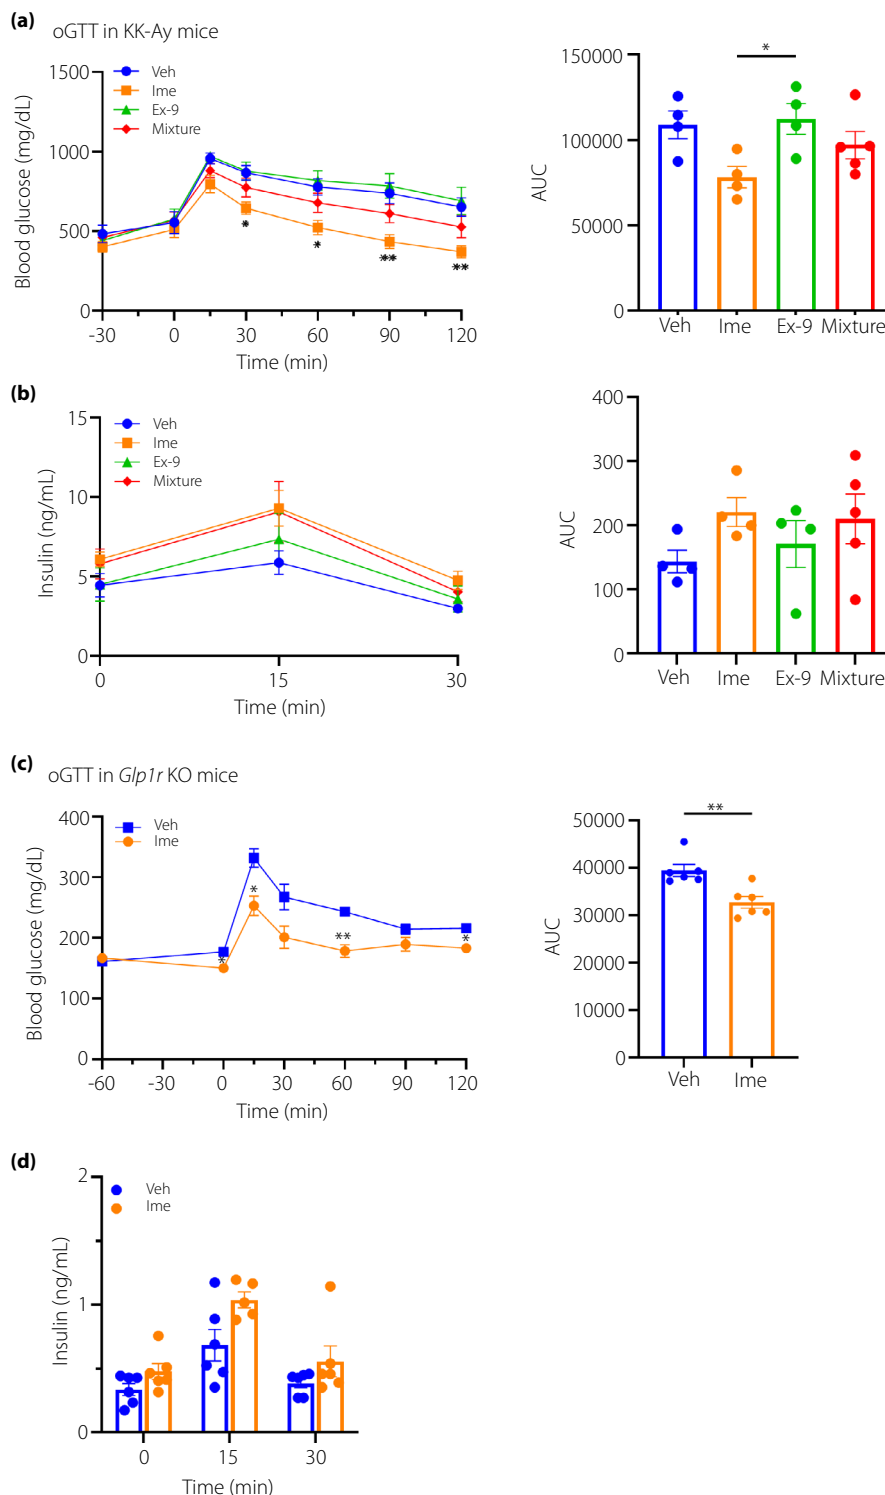 (a)
oGTT in KK-Ay mice
Blood glucose (mg/dL)
1500
1000
500
0
Veh
Ime
Ex-9
Mixture
*
*
**
**
-30 0 30 60 90 120
Time (min)
AUC
150000
100000
50000
0
*
Veh Ime Ex-9 Mixture
(b)
Insulin (ng/mL)
15
10
5
0
Veh
Ime
Ex-9
Mixture
0 15 30
Time (min)
AUC
400
300
200
100
0
Veh Ime Ex-9 Mixture
(c)
oGTT in Glp1r KO mice
Blood glucose (mg/dL)
400
300
200
100
0
Veh
Ime
*
*
**
*
-60 -30 0 30 60 90 120
Time (min)
AUC
50000
40000
30000
20000
10000
0
**
Veh Ime
(d)
Insulin (ng/mL)
2
1
0
Veh
Ime
0 15 30
Time (min)